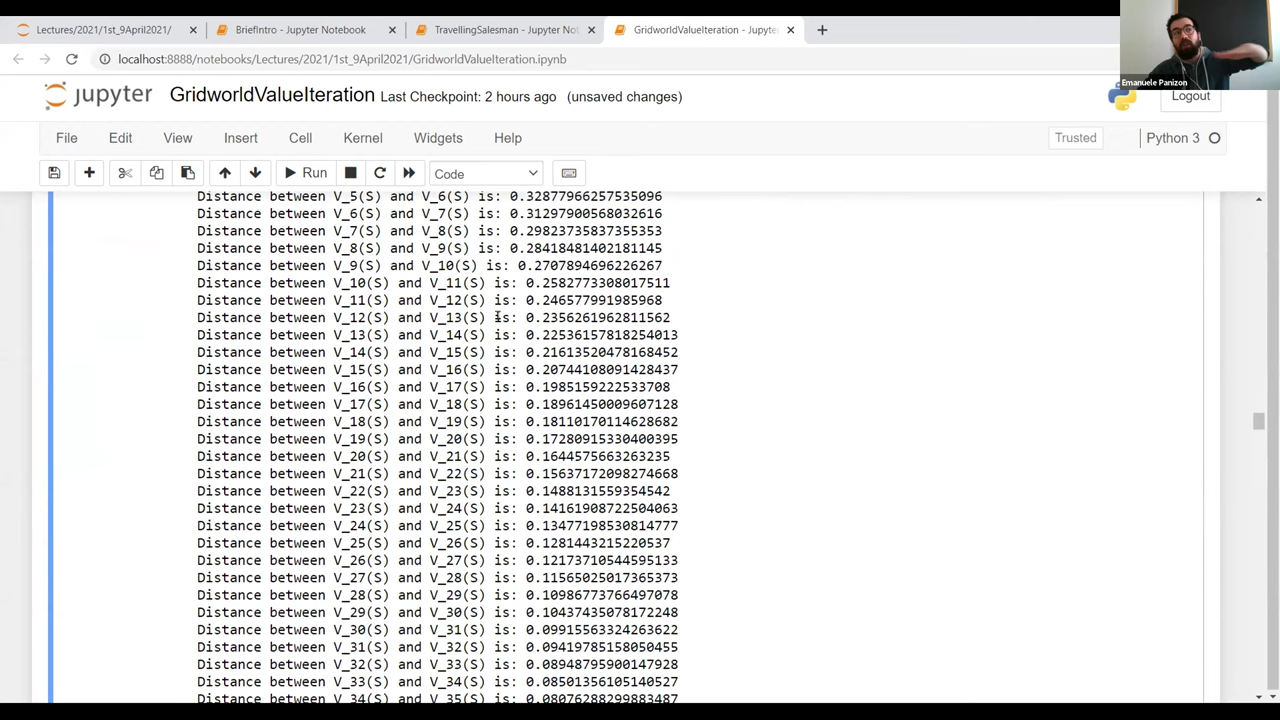 Lectures/2021/1st_9April2021/
BriefIntro - Jupyter Notebook
TravellingSalesman - Jupyter Not
GridworldValueIteration - Jupyte
localhost:8888/notebooks/Lectures/2021/1st_9April2021/GridworldValueIteration.ipynb
Emanuele Panizon
jupyter GridworldValueIteration Last Checkpoint: 2 hours ago (unsaved changes)
Logout
File Edit View Insert Cell Kernel Widgets Help
Trusted Python 3
Run Code
Distance between V_5(S) and V_6(S) is: 0.3287796625753509​6
Distance between V_6(S) and V_7(S) is: 0.31297900568032616
Distance between V_7(S) and V_8(S) is: 0.29823735837355353
Distance between V_8(S) and V_9(S) is: 0.28418481402181145
Distance between V_9(S) and V_10(S) is: 0.2707894696226267
Distance between V_10(S) and V_11(S) is: 0.2582773308017511
Distance between V_11(S) and V_12(S) is: 0.246577991985968
Distance between V_12(S) and V_13(S) is: 0.2356261962811562
Distance between V_13(S) and V_14(S) is: 0.22536157818254013
Distance between V_14(S) and V_15(S) is: 0.21613520478168452
Distance between V_15(S) and V_16(S) is: 0.20744108091428437
Distance between V_16(S) and V_17(S) is: 0.1985159222533708
Distance between V_17(S) and V_18(S) is: 0.18961450009607128
Distance between V_18(S) and V_19(S) is: 0.18110170114628682
Distance between V_19(S) and V_20(S) is: 0.17280915330400395
Distance between V_20(S) and V_21(S) is: 0.1644575663263235
Distance between V_21(S) and V_22(S) is: 0.15637172098274668
Distance between V_22(S) and V_23(S) is: 0.1488131559354542
Distance between V_23(S) and V_24(S) is: 0.14161908722504063
Distance between V_24(S) and V_25(S) is: 0.13477198530814777
Distance between V_25(S) and V_26(S) is: 0.1281443215220537
Distance between V_26(S) and V_27(S) is: 0.12173710544595133
Distance between V_27(S) and V_28(S) is: 0.11565025017365373
Distance between V_28(S) and V_29(S) is: 0.10986773766497078
Distance between V_29(S) and V_30(S) is: 0.10437435078172248
Distance between V_30(S) and V_31(S) is: 0.09915563324263622
Distance between V_31(S) and V_32(S) is: 0.09419785158050455
Distance between V_32(S) and V_33(S) is: 0.08948795900147928
Distance between V_33(S) and V_34(S) is: 0.08501356105140527
Distance between V_34(S) and V_35(S) is: 0.08076288299883487